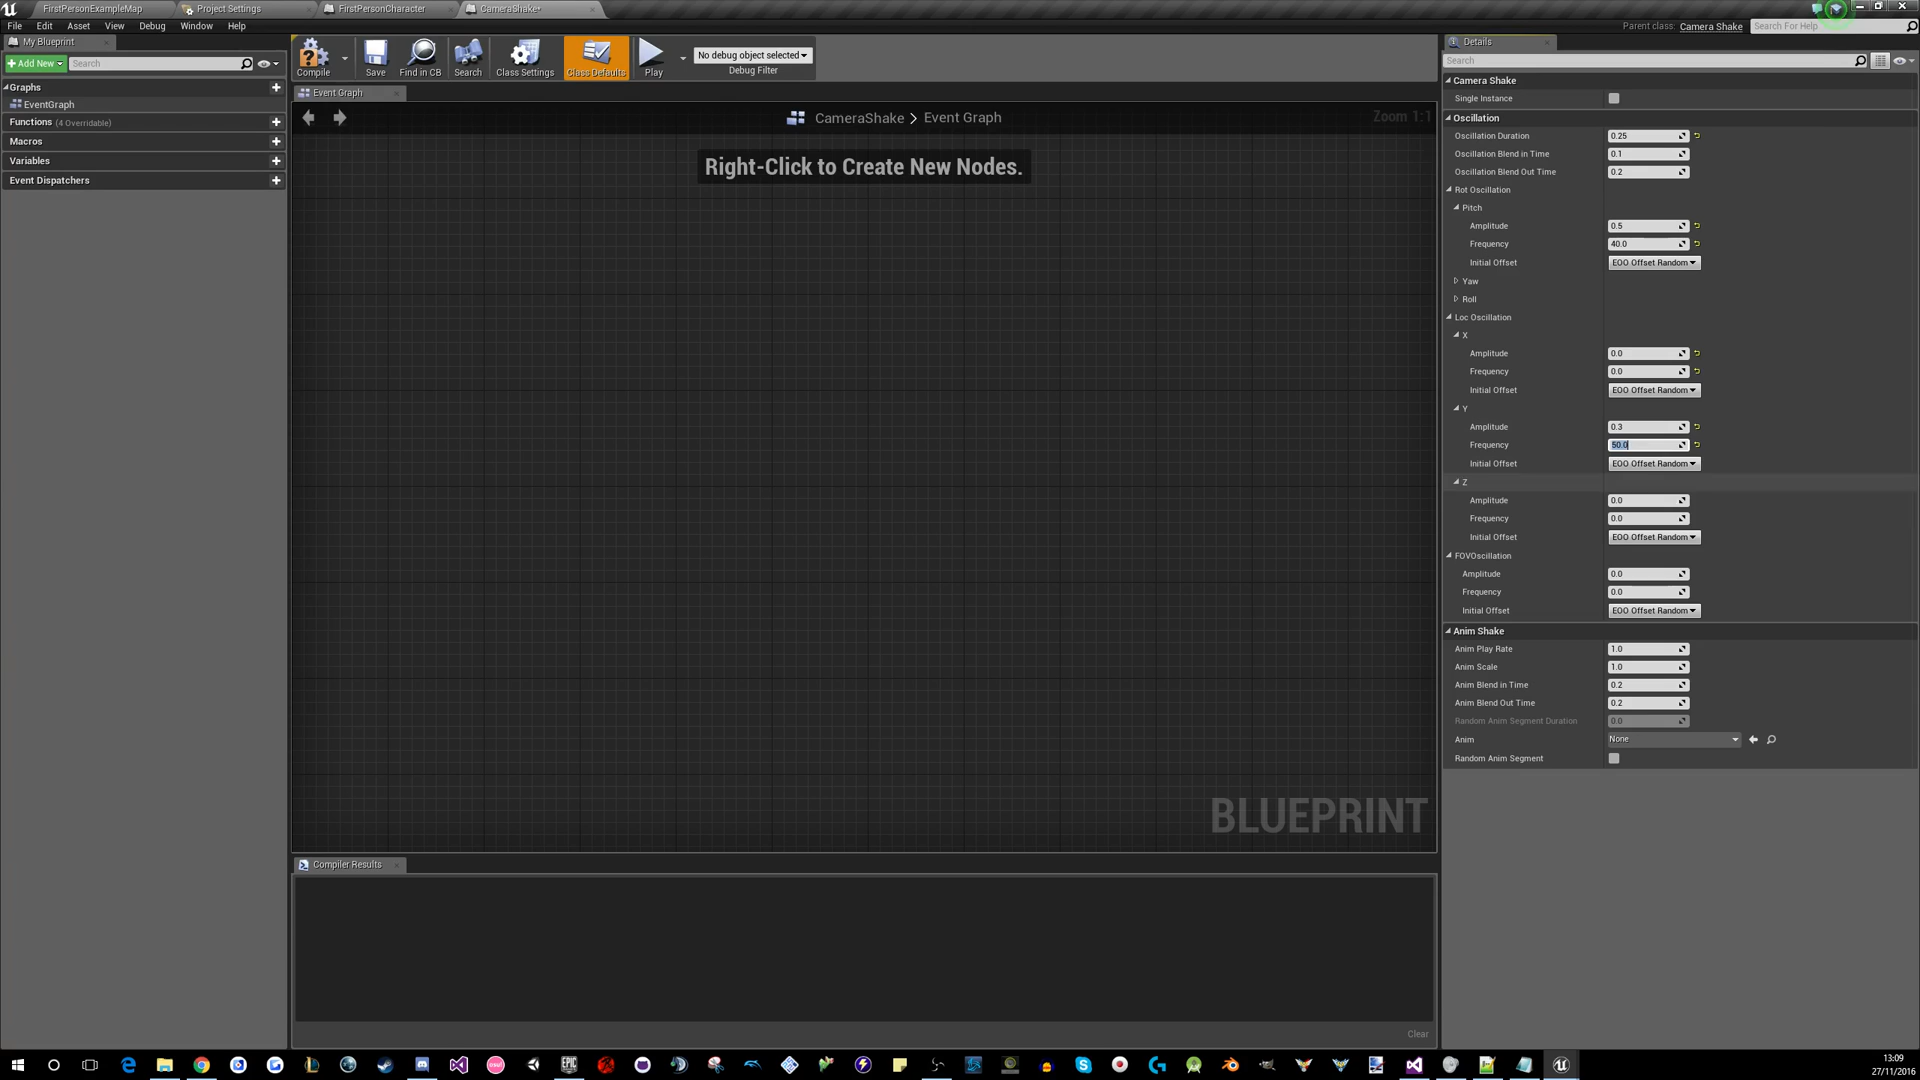 FirstPersonExampleMap
Project Settings
FirstPersonCharacter
CameraShake*
File Edit Asset View Debug Window Help
Parent class: Camera Shake
Search For Help
My Blueprint
Add New
Search
Graphs
EventGraph
Functions (4 Overridable)
Macros
Variables
Event Dispatchers
Compile
Save
Find in CB
Search
Class Settings
Class Defaults
Play
No debug object selected
Debug Filter
Event Graph
CameraShake > Event Graph
Zoom 1:1
Right-Click to Create New Nodes.
BLUEPRINT
Compiler Results
Clear
Details
Search
Camera Shake
Single Instance
Oscillation
Oscillation Duration 0.25
Oscillation Blend in Time 0.1
Oscillation Blend Out Time 0.2
Rot Oscillation
Pitch
Amplitude 0.5
Frequency 40.0
Initial Offset EOO Offset Random
Yaw
Roll
Loc Oscillation
X
Amplitude 0.0
Frequency 0.0
Initial Offset EOO Offset Random
Y
Amplitude 0.3
Frequency 50.0
Initial Offset EOO Offset Random
Z
Amplitude 0.0
Frequency 0.0
Initial Offset EOO Offset Random
FOVOscillation
Amplitude 0.0
Frequency 0.0
Initial Offset EOO Offset Random
Anim Shake
Anim Play Rate 1.0
Anim Scale 1.0
Anim Blend in Time 0.2
Anim Blend Out Time 0.2
Random Anim Segment Duration 0.0
Anim None
Random Anim Segment
EPIC
13:09
27/11/2016